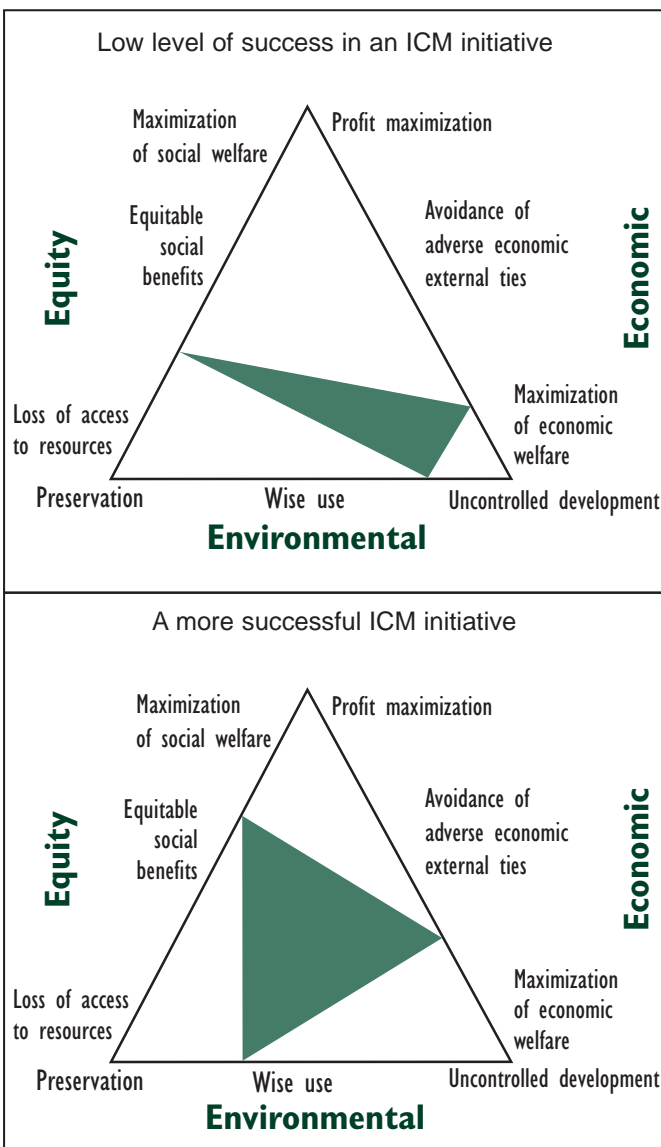 Low level of success in an ICM initiative
Maximization
of social welfare
Profit maximization
Equitable
social
benefits
Avoidance of
adverse economic
external ties
Equity
Economic
Loss of access
to resources
Maximization
of economic
welfare
Preservation
Wise use
Uncontrolled development
Environmental
A more successful ICM initiative
Maximization
of social welfare
Profit maximization
Equitable
social
benefits
Avoidance of
adverse economic
external ties
Equity
Economic
Loss of access
to resources
Maximization
of economic
welfare
Preservation
Wise use
Uncontrolled development
Environmental